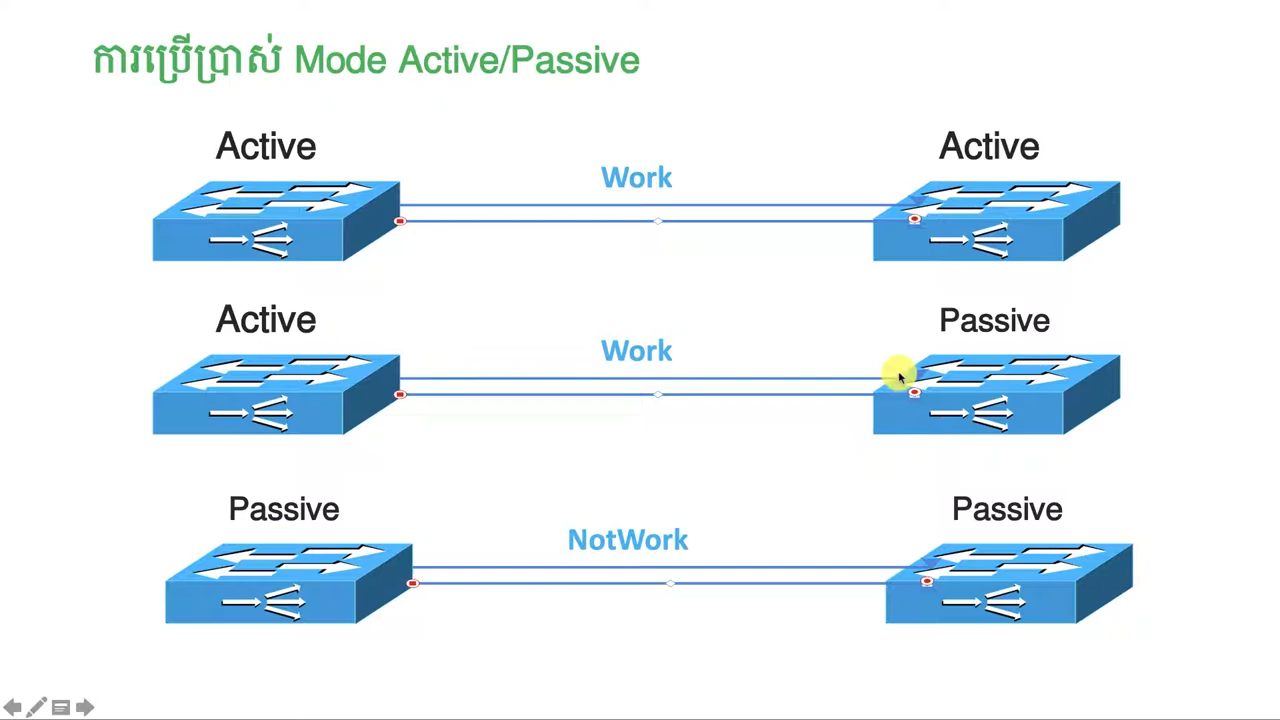 ការប្រើប្រាស់ Mode Active/Passive
Active
Active
Work
Active
Passive
Work
Passive
Passive
NotWork